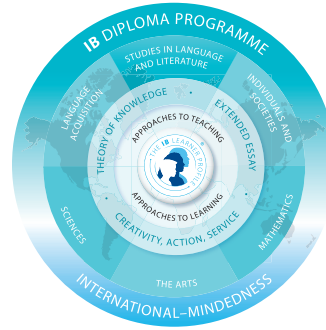 IB DIPLOMA PROGRAMME
STUDIES IN LANGUAGE
AND LITERATURE
LANGUAGE
ACQUISITION
INDIVIDUALS AND
SOCIETIES
THEORY OF KNOWLEDGE
EXTENDED ESSAY
APPROACHES TO TEACHING
THE IB LEARNER PROFILE
APPROACHES TO LEARNING
CREATIVITY, ACTION, SERVICE
SCIENCES
MATHEMATICS
THE ARTS
INTERNATIONAL–MINDEDNESS